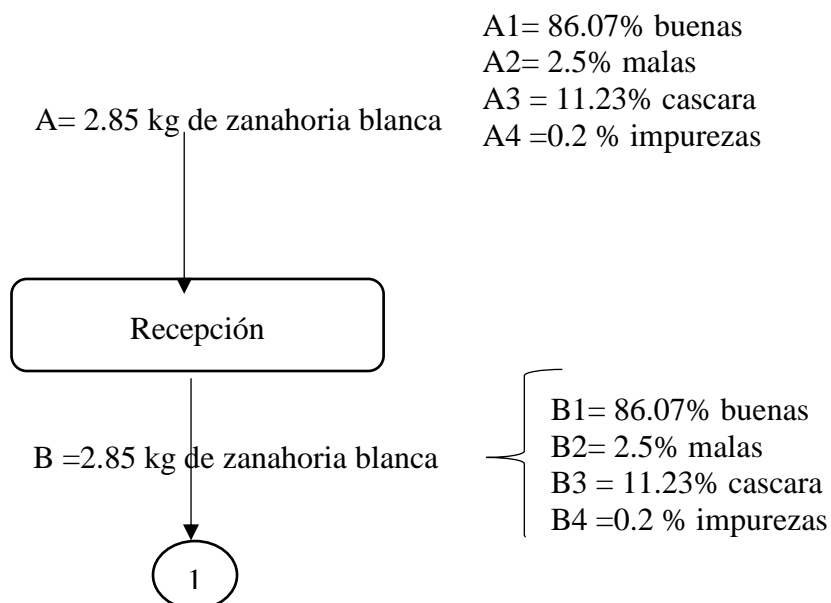 A1= 86.07% buenas
A2= 2.5% malas
A3 = 11.23% cascara
A4 =0.2 % impurezas
A= 2.85 kg de zanahoria blanca
Recepción
B =2.85 kg de zanahoria blanca
B1= 86.07% buenas
B2= 2.5% malas
B3 = 11.23% cascara
B4 =0.2 % impurezas
1